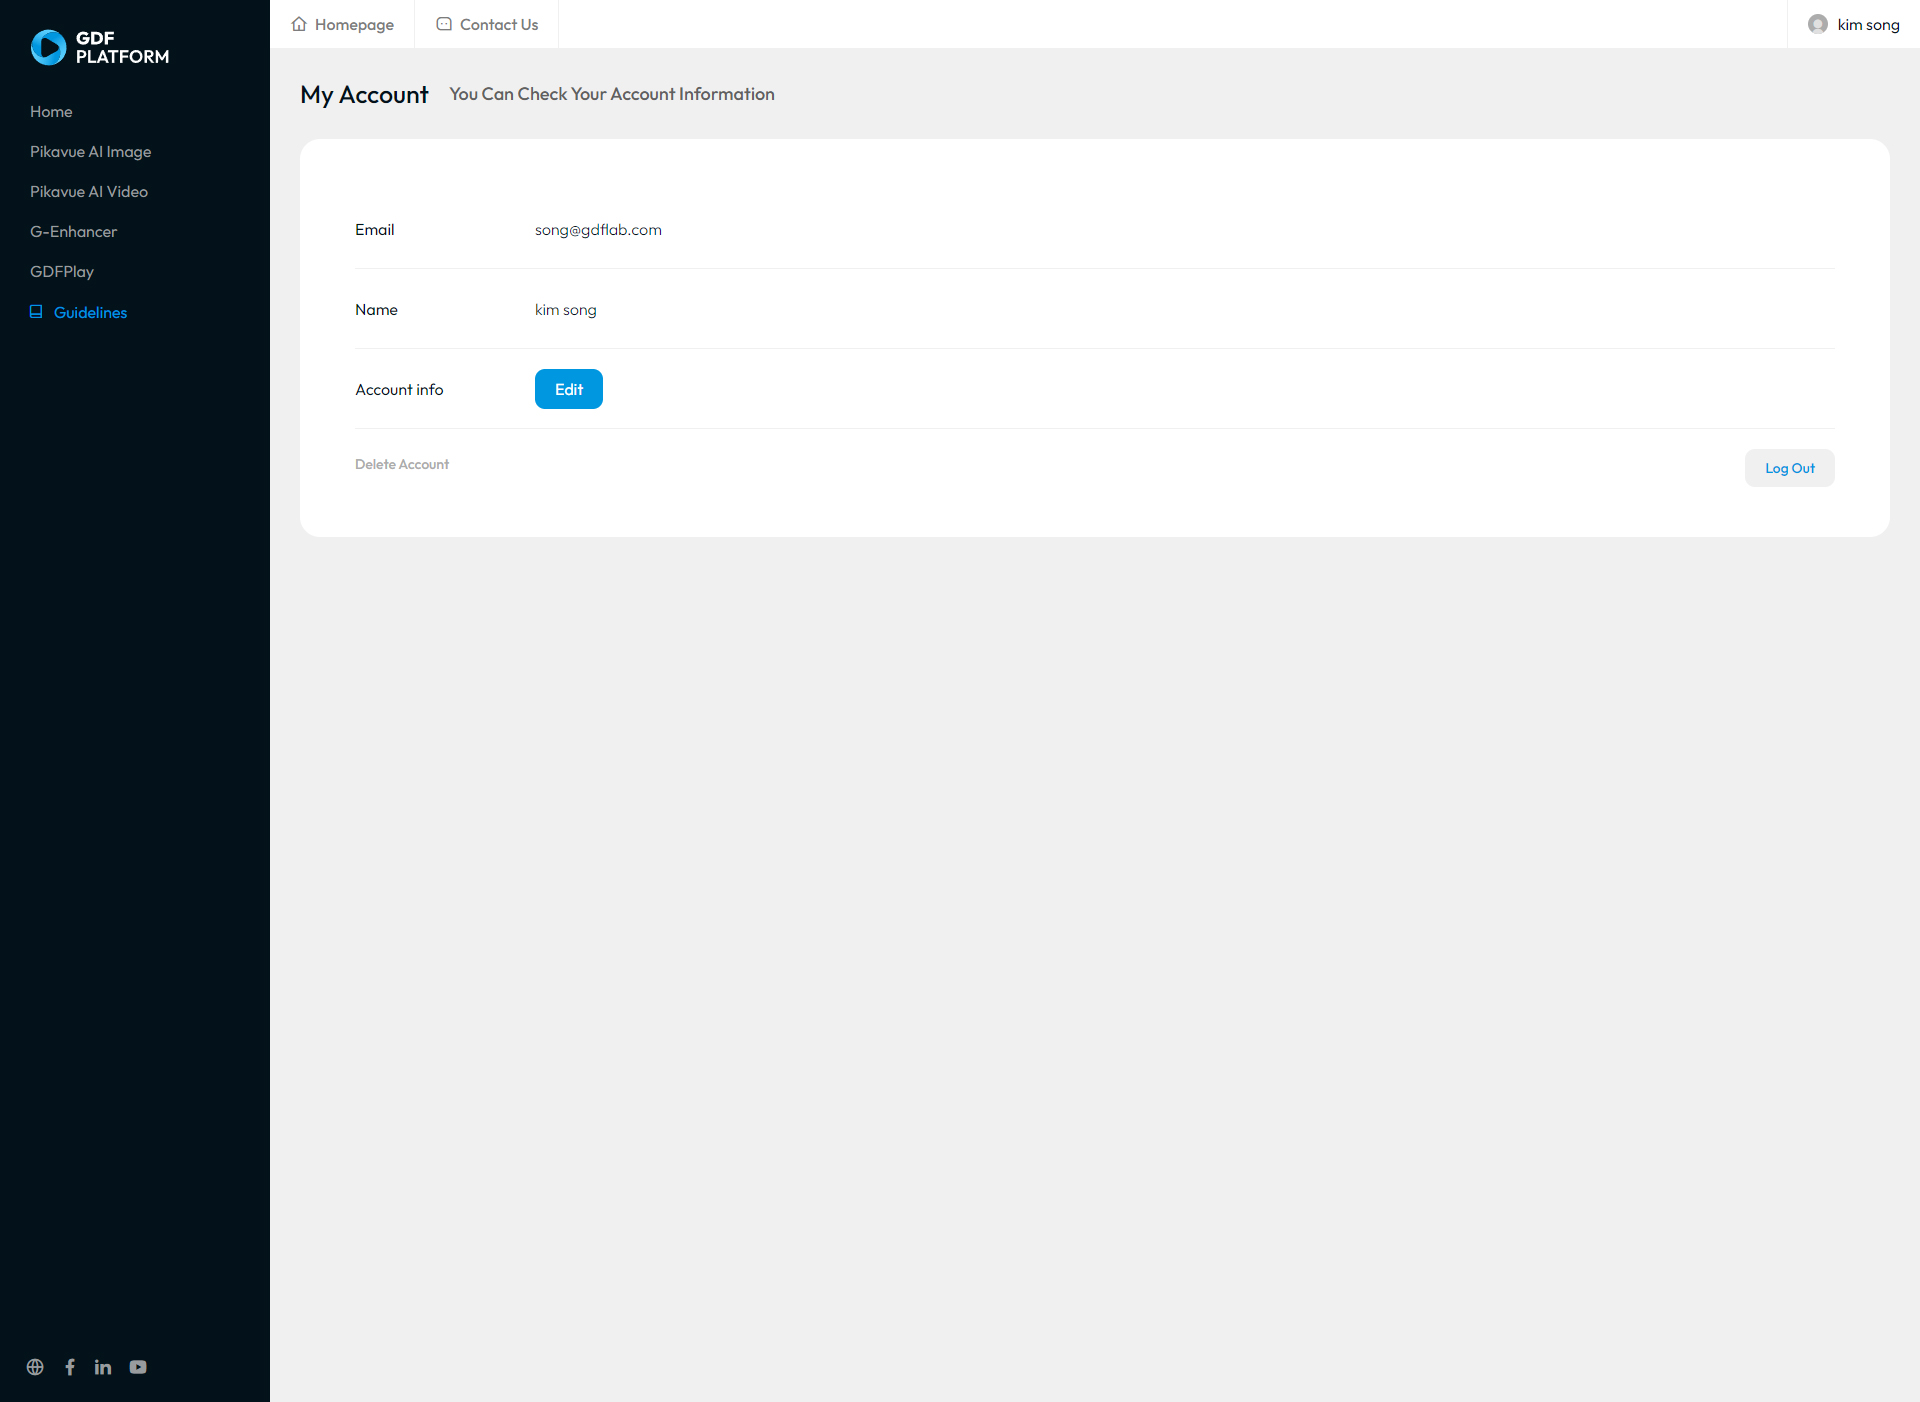 GDF
PLATFORM
Home
Pikavue AI Image
Pikavue AI Video
G-Enhancer
GDFPlay
Guidelines
Homepage
Contact Us
kim song
My Account
You Can Check Your Account Information
Email
song@gdflab.com
Name
kim song
Account info
Edit
Delete Account
Log Out